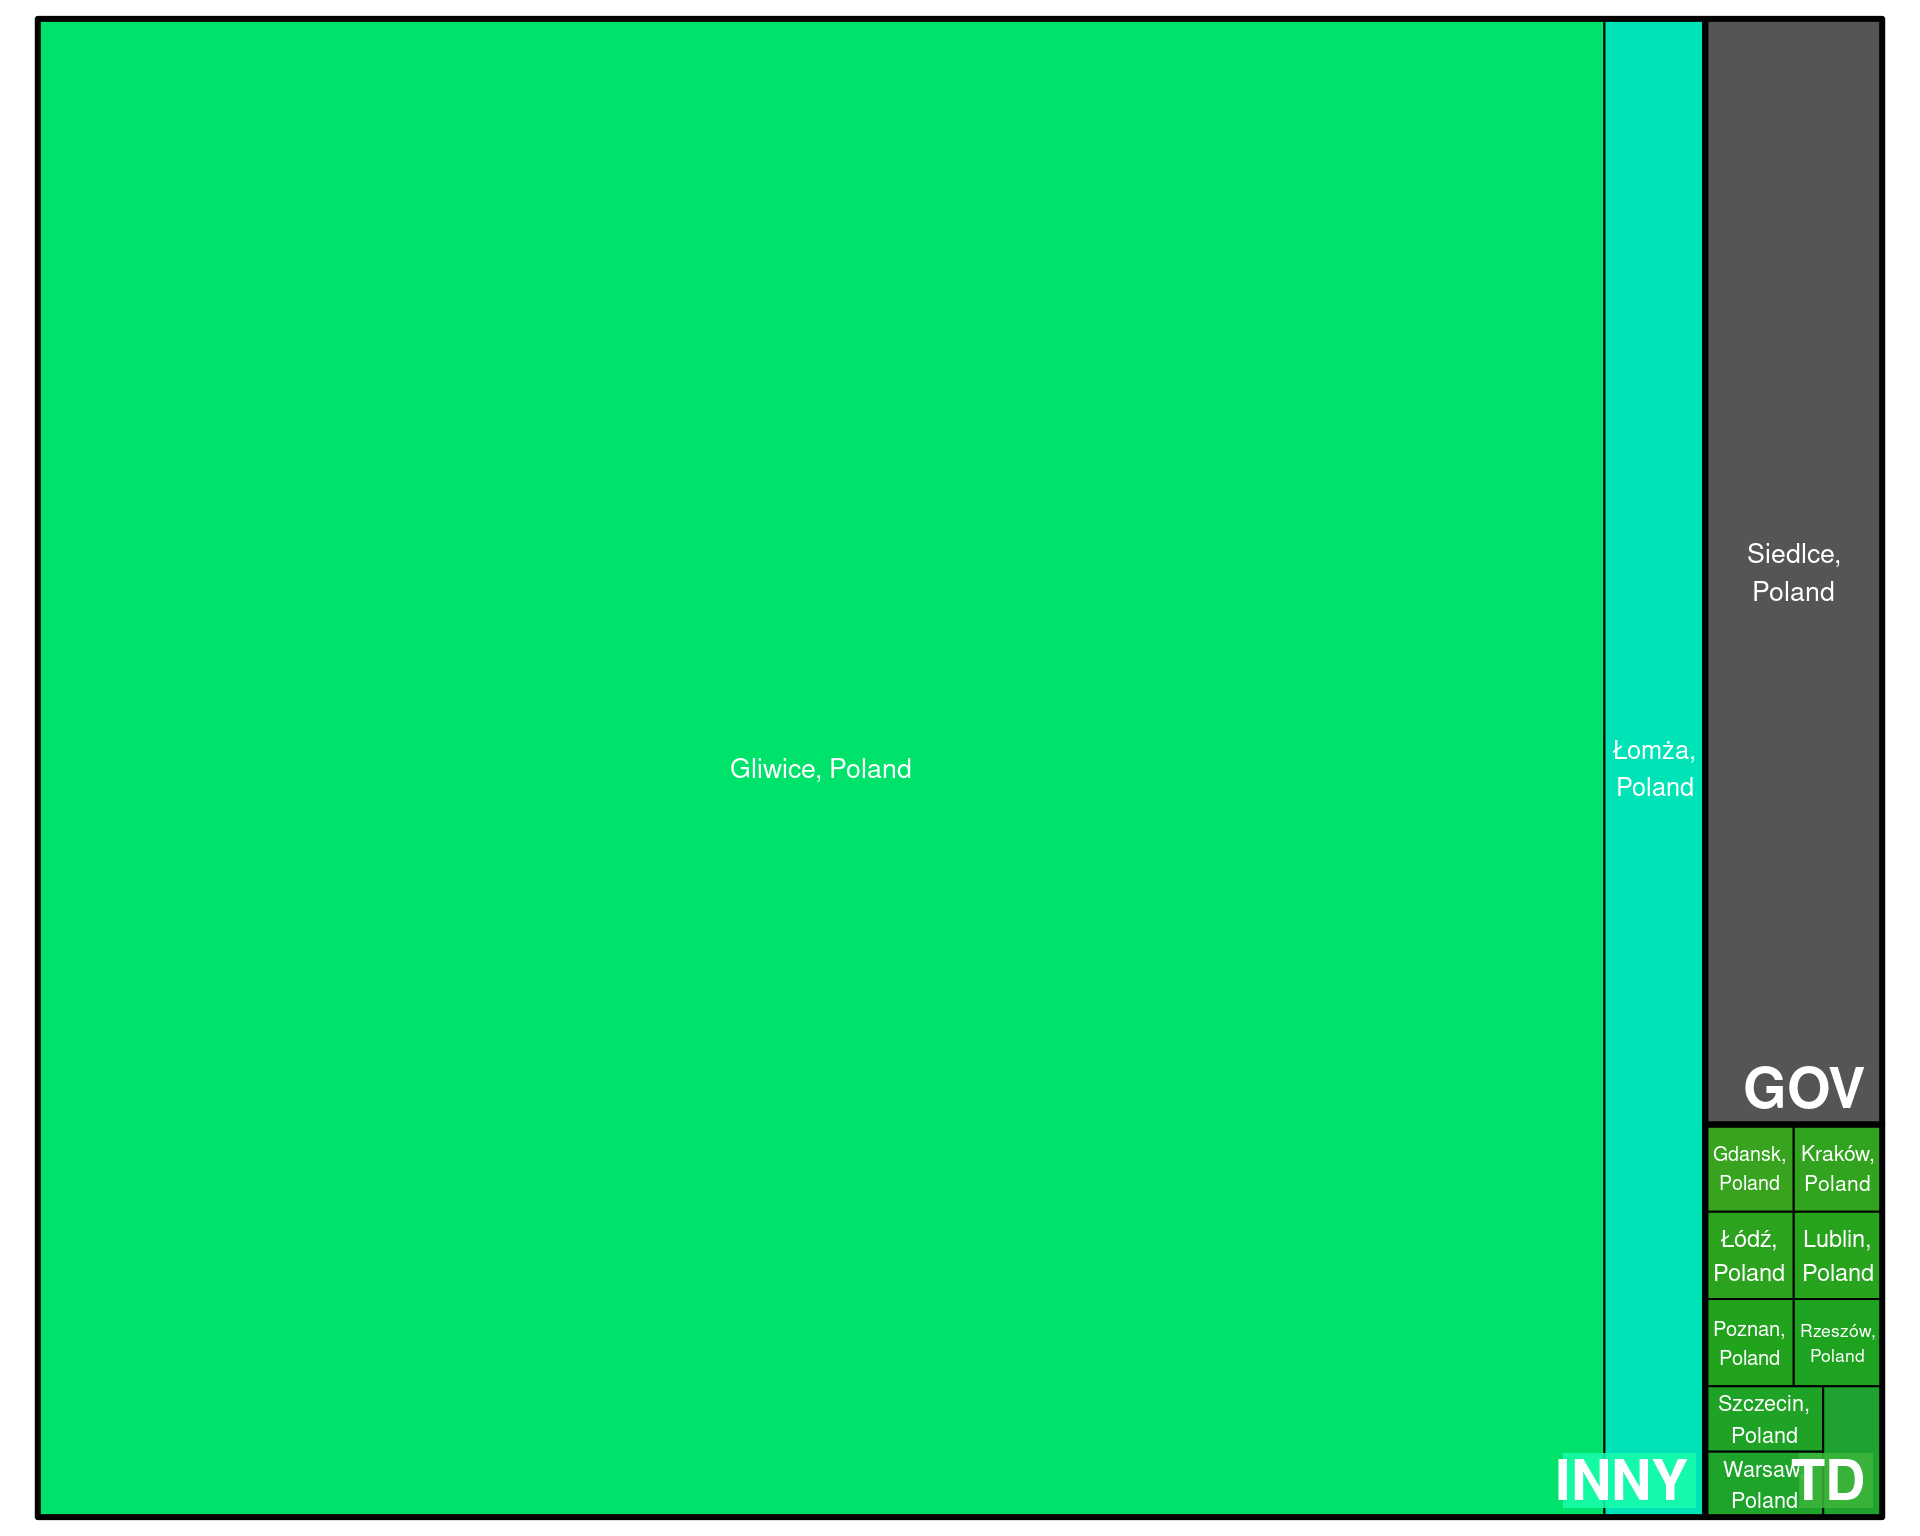 Gliwice, Poland
Łomża,
Poland
INNY
Siedlce,
Poland
GOV
Gdansk,
Poland
Kraków,
Poland
Łódź,
Poland
Lublin,
Poland
Poznan,
Poland
Rzeszów,
Poland
Szczecin,
Poland
Warsaw
Poland
TD